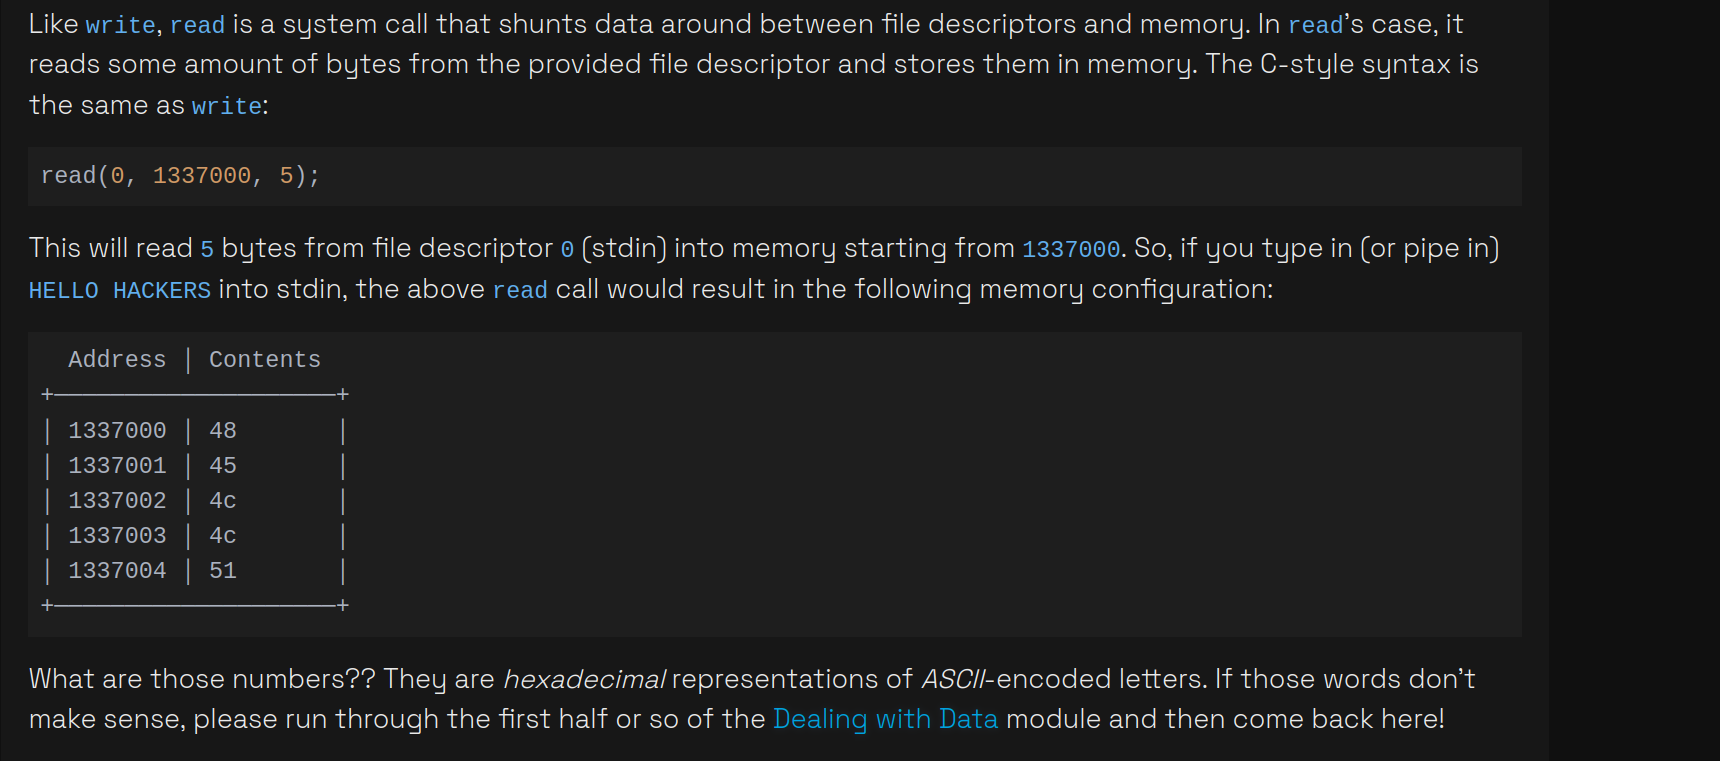 Like write, read is a system call that shunts data around between file descriptors and memory. In read’s case, it
reads some amount of bytes from the provided file descriptor and stores them in memory. The C-style syntax is
the same as write:
read(0, 1337000, 5);
This will read 5 bytes from file descriptor 0 (stdin) into memory starting from 1337000. So, if you type in (or pipe in)
HELLO HACKERS into stdin, the above read call would result in the following memory configuration:
  Address │ Contents
+────────────────────+
│ 1337000 │ 48       │
│ 1337001 │ 45       │
│ 1337002 │ 4c       │
│ 1337003 │ 4c       │
│ 1337004 │ 51       │
+────────────────────+
What are those numbers?? They are hexadecimal representations of ASCII-encoded letters. If those words don’t
make sense, please run through the first half or so of the Dealing with Data module and then come back here!